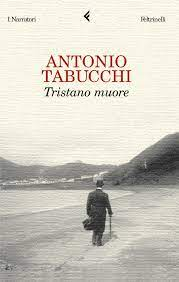 I Narratori
Feltrinelli
ANTONIO
TABUCCHI
Tristano muore